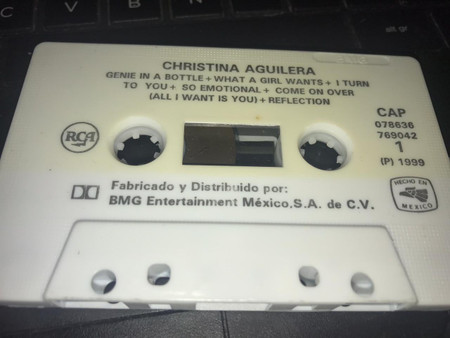 C V B N
CHRISTINA AGUILERA
GENIE IN A BOTTLE + WHAT A GIRL WANTS + I TURN
TO YOU + SO EMOTIONAL + COME ON OVER
(ALL I WANT IS YOU) + REFLECTION
RCA
CAP
078636
769042
1
(P) 1999
Fabricado y Distribuido por:
BMG Entertainment México.S.A. de C.V.
HECHO EN
MEXICO